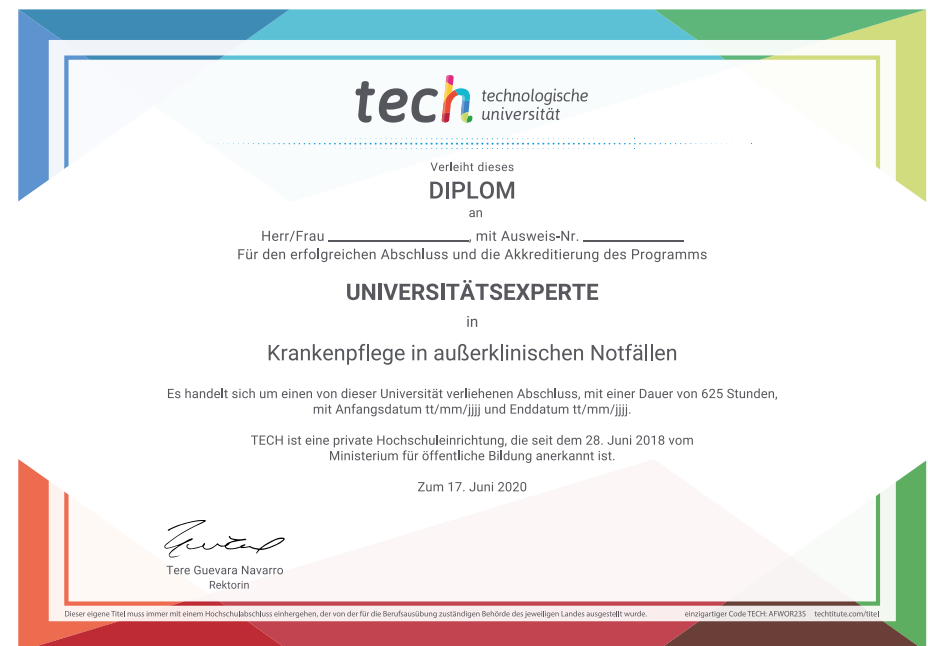 tech technologische
universität
Verleiht dieses
DIPLOM
an
Herr/Frau ____________________, mit Ausweis-Nr. ______________
Für den erfolgreichen Abschluss und die Akkreditierung des Programms
UNIVERSITÄTSEXPERTE
in
Krankenpflege in außerklinischen Notfällen
Es handelt sich um einen von dieser Universität verliehenen Abschluss, mit einer Dauer von 625 Stunden,
mit Anfangsdatum tt/mm/jjjj und Enddatum tt/mm/jjjj.
TECH ist eine private Hochschuleinrichtung, die seit dem 28. Juni 2018 vom
Ministerium für öffentliche Bildung anerkannt ist.
Zum 17. Juni 2020
Tere Guevara Navarro
Rektorin
Dieser eigene Titel muss immer mit einem Hochschulabschluss einhergehen, der von der für die Berufsausübung zuständigen Behörde des jeweiligen Landes ausgestellt wurde. einzigartiger Code TECH: AFWOR235 techtitute.com/titel